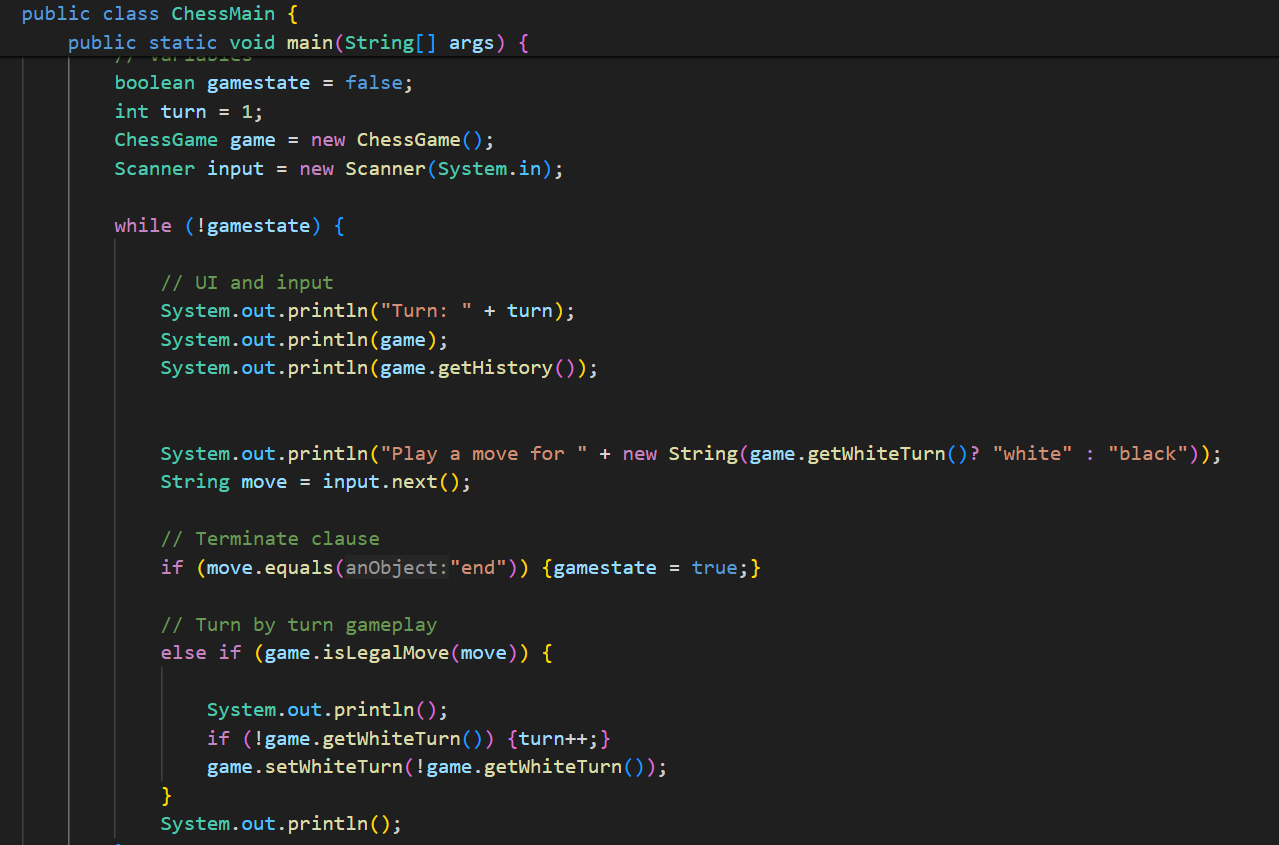 public class ChessMain {
public static void main(String[] args) {
// Variables
boolean gamestate = false;
int turn = 1;
ChessGame game = new ChessGame();
Scanner input = new Scanner(System.in);
while (!gamestate) {
// UI and input
System.out.println("Turn: " + turn);
System.out.println(game);
System.out.println(game.getHistory());
System.out.println("Play a move for " + new String(game.getWhiteTurn()? "white" : "black"));
String move = input.next();
// Terminate clause
if (move.equals(anObject:"end")) {gamestate = true;}
// Turn by turn gameplay
else if (game.isLegalMove(move)) {
System.out.println();
if (!game.getWhiteTurn()) {turn++;}
game.setWhiteTurn(!game.getWhiteTurn());
}
System.out.println();